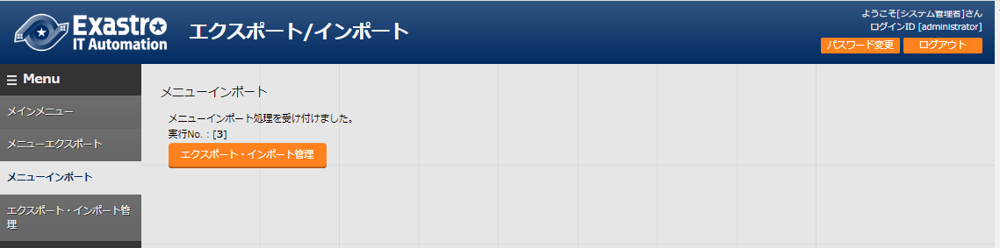 Exastro
IT Automation
エクスポート/インポート
ようこそ[システム管理者]さん
ログインID [administrator]
パスワード変更
ログアウト
Menu
メインメニュー
メニューエクスポート
メニューインポート
エクスポート・インポート管
理
メニューインポート
メニューインポート処理を受け付けました。
実行No.：[3]
エクスポート・インポート管理